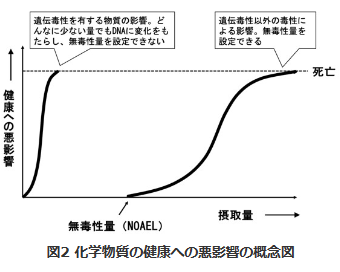 遺伝毒性を有する物質の影響。ど
んなに少ない量でもDNAに変化をも
たらし、無毒性量を設定できない
遺伝毒性以外の毒性に
よる影響。無毒性量を
設定できる
死亡
健康への悪影響
無毒性量（NOAEL）
摂取量
図2 化学物質の健康への悪影響の概念図